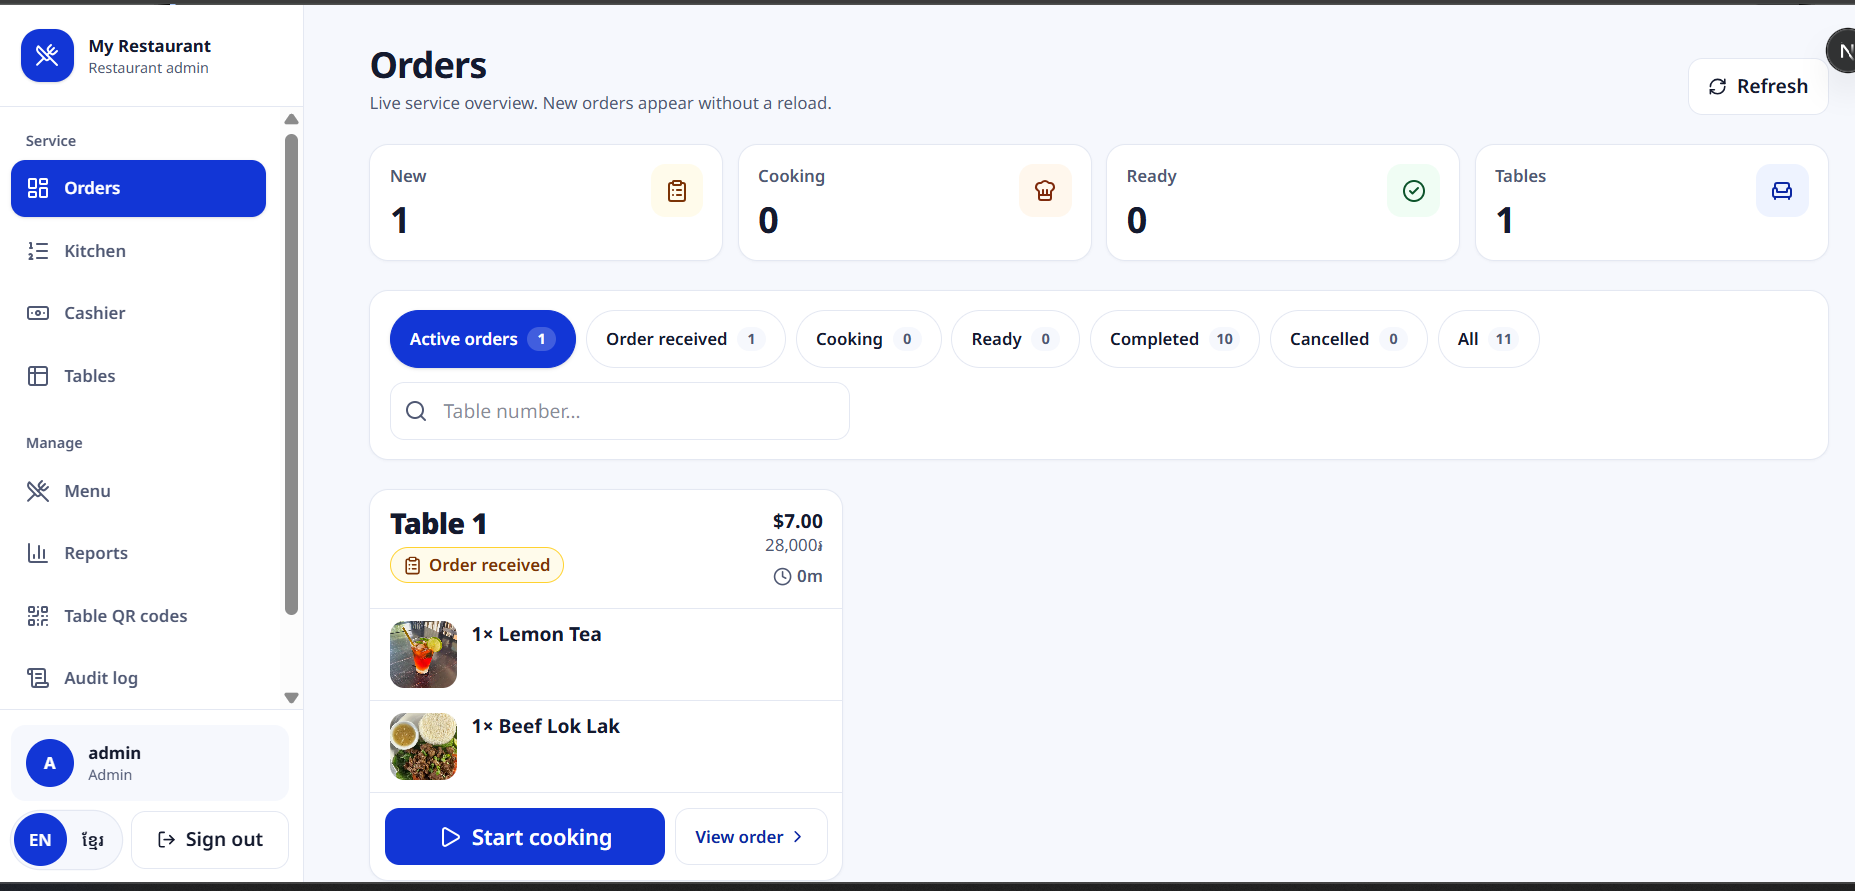 My Restaurant
Restaurant admin
Service
Orders
Kitchen
Cashier
Tables
Manage
Menu
Reports
Table QR codes
Audit log
A
admin
Admin
EN ខ្មែរ
Sign out
Orders
Live service overview. New orders appear without a reload.
N
Refresh
New
1
Cooking
0
Ready
0
Tables
1
Active orders 1
Order received 1
Cooking 0
Ready 0
Completed 10
Cancelled 0
All 11
Table number...
Table 1
Order received
$7.00
28,000៛
0m
1× Lemon Tea
1× Beef Lok Lak
Start cooking
View order